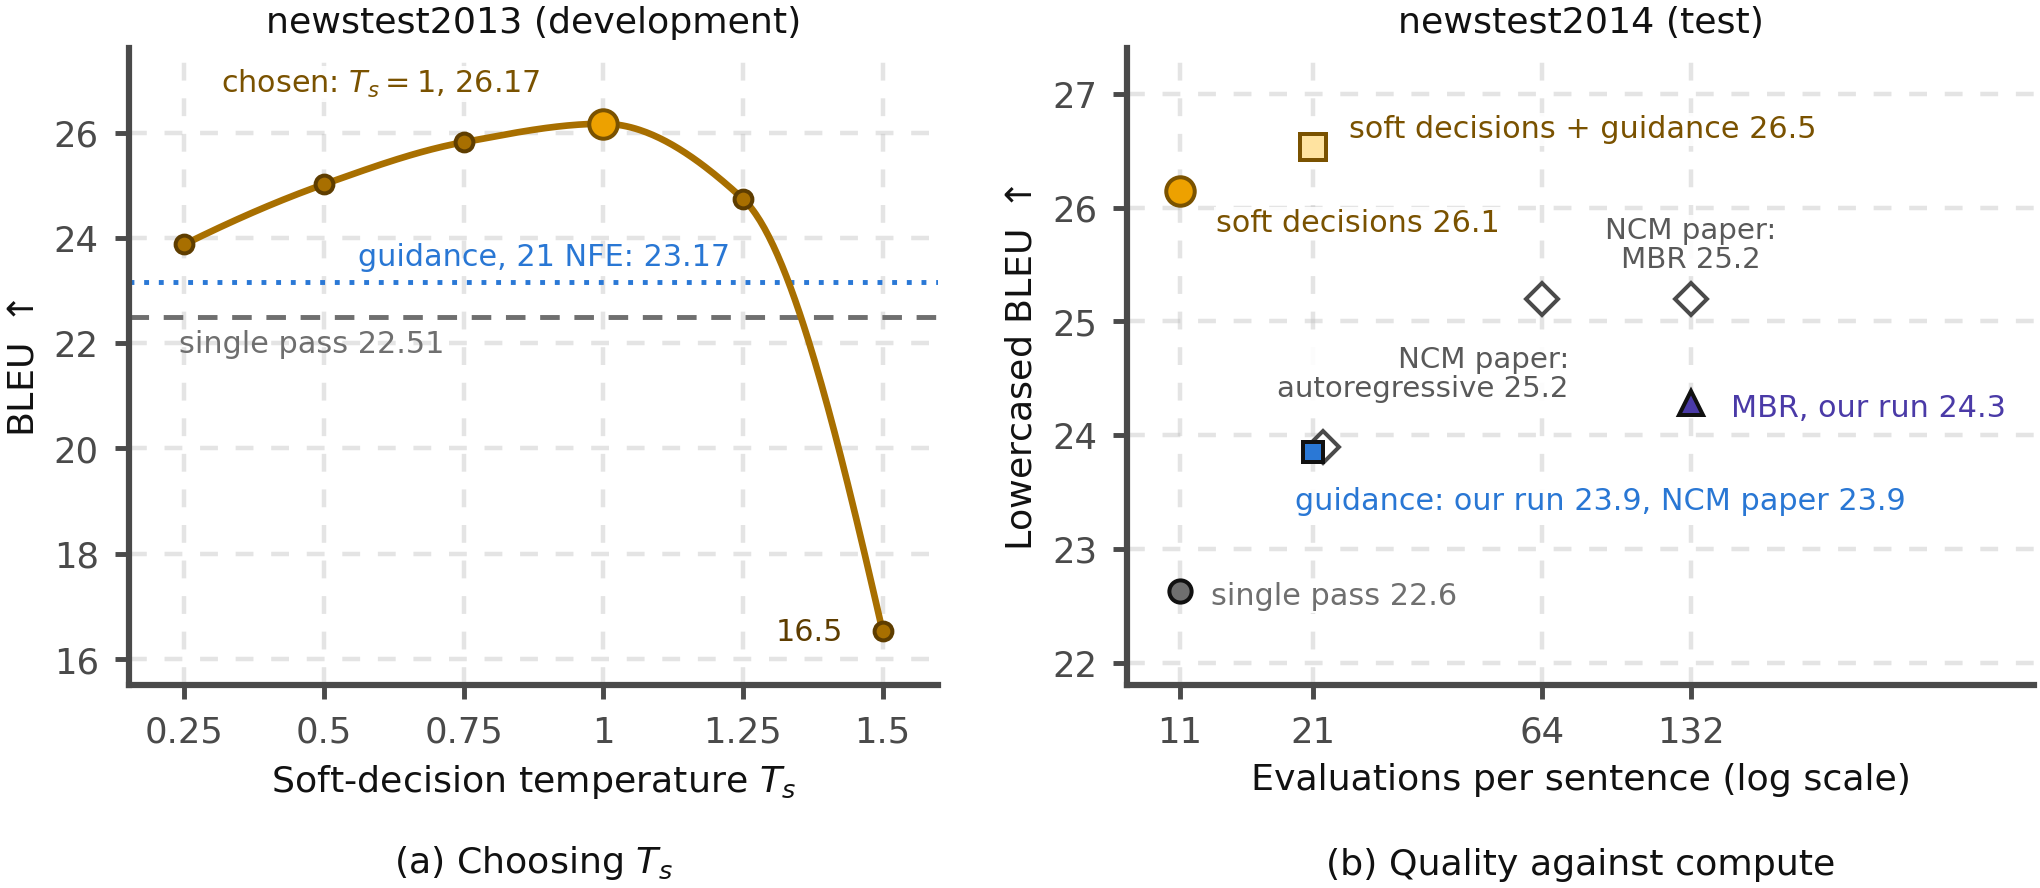 newstest2013 (development)
chosen: Tₛ = 1, 26.17
guidance, 21 NFE: 23.17
single pass 22.51
16.5
BLEU ↑
26
24
22
20
18
16
0.25 0.5 0.75 1 1.25 1.5
Soft-decision temperature Tₛ
(a) Choosing Tₛ
newstest2014 (test)
soft decisions + guidance 26.5
soft decisions 26.1
NCM paper:
MBR 25.2
NCM paper:
autoregressive 25.2
MBR, our run 24.3
guidance: our run 23.9, NCM paper 23.9
single pass 22.6
Lowercased BLEU ↑
27
26
25
24
23
22
11 21 64 132
Evaluations per sentence (log scale)
(b) Quality against compute